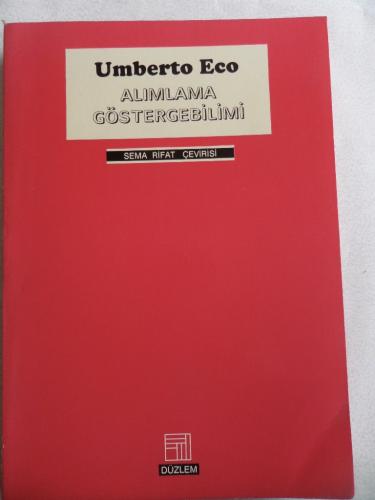 Umberto Eco
ALIMLAMA
GÖSTERGEBİLİMİ
SEMA RİFAT ÇEVİRİSİ
DÜZLEM